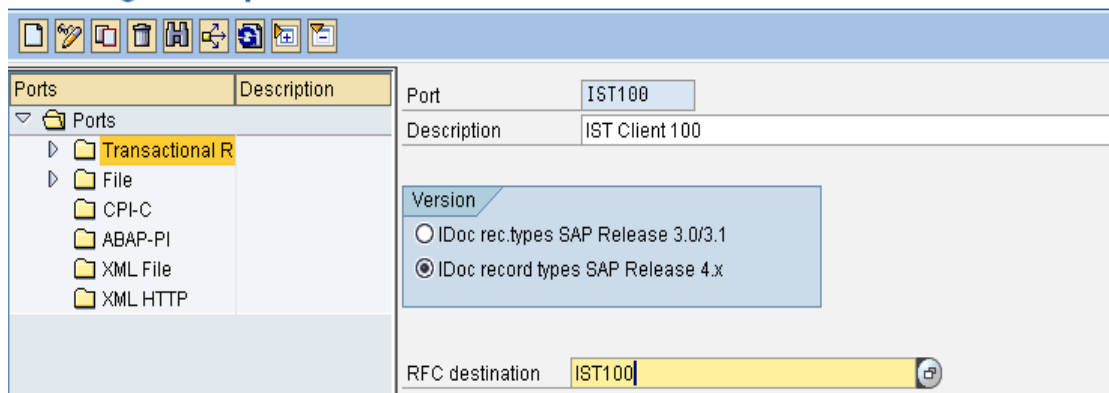 Ports Description
Ports
Transactional R
File
CPI-C
ABAP-PI
XML File
XML HTTP
Port IST100
Description IST Client 100
Version
IDoc rec.types SAP Release 3.0/3.1
IDoc record types SAP Release 4.x
RFC destination IST100